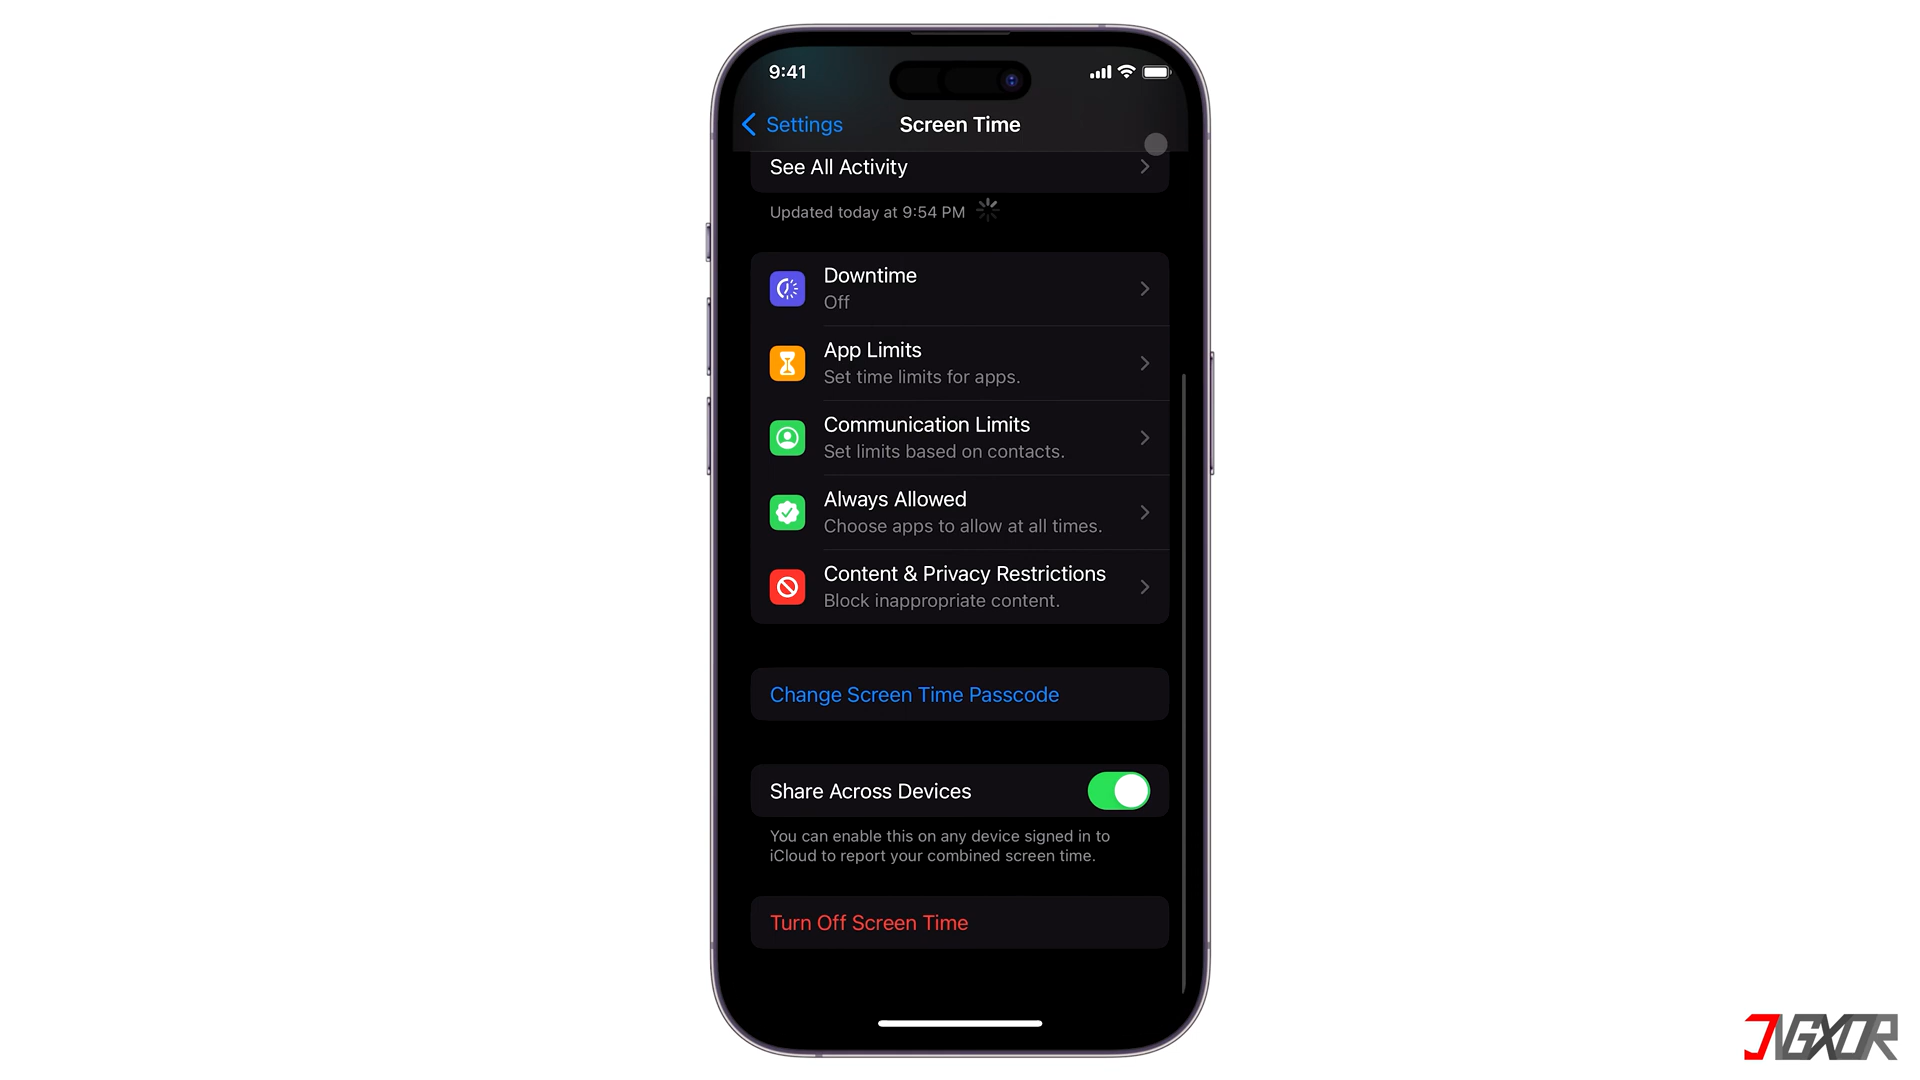 9:41
Settings
Screen Time
See All Activity
Updated today at 9:54 PM
Downtime
Off
App Limits
Set time limits for apps.
Communication Limits
Set limits based on contacts.
Always Allowed
Choose apps to allow at all times.
Content & Privacy Restrictions
Block inappropriate content.
Change Screen Time Passcode
Share Across Devices
You can enable this on any device signed in to
iCloud to report your combined screen time.
Turn Off Screen Time
JVGXOR